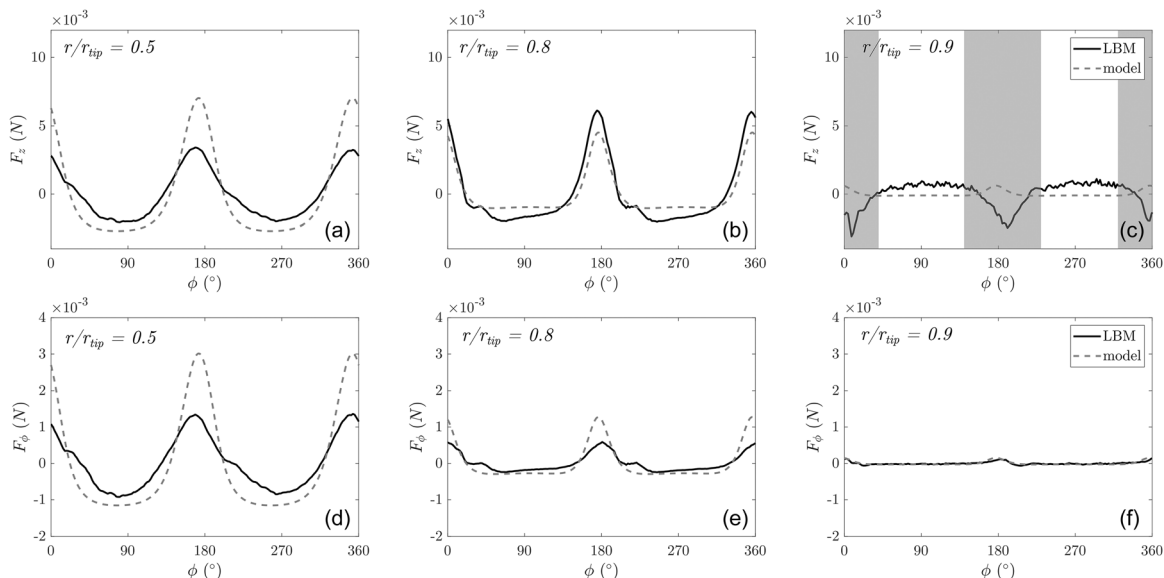 ×10⁻³
r/r_tip = 0.5
F_z (N)
10
5
0
(a)
0 90 180 270 360
ϕ (°)
×10⁻³
r/r_tip = 0.8
F_z (N)
10
5
0
(b)
0 90 180 270 360
ϕ (°)
×10⁻³
r/r_tip = 0.9
LBM
model
F_z (N)
10
5
0
(c)
0 90 180 270 360
ϕ (°)
×10⁻³
r/r_tip = 0.5
F_ϕ (N)
4
3
2
1
0
-1
-2
(d)
0 90 180 270 360
ϕ (°)
×10⁻³
r/r_tip = 0.8
F_ϕ (N)
4
3
2
1
0
-1
-2
(e)
0 90 180 270 360
ϕ (°)
×10⁻³
r/r_tip = 0.9
LBM
model
F_ϕ (N)
4
3
2
1
0
-1
-2
(f)
0 90 180 270 360
ϕ (°)